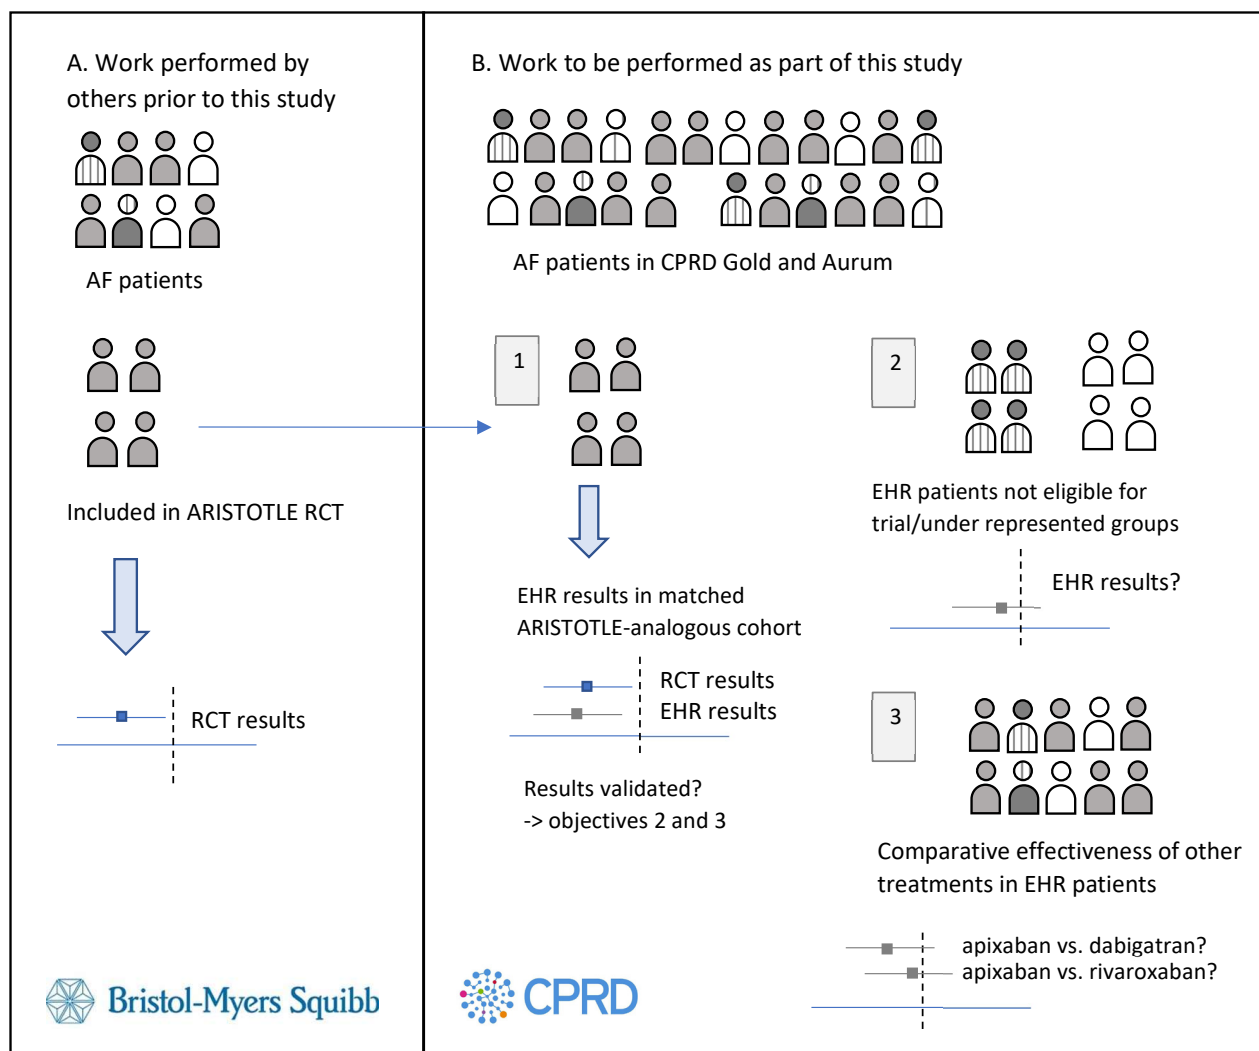 A. Work performed by
others prior to this study
AF patients
Included in ARISTOTLE RCT
RCT results
Bristol-Myers Squibb
B. Work to be performed as part of this study
AF patients in CPRD Gold and Aurum
1
EHR results in matched
ARISTOTLE-analogous cohort
RCT results
EHR results
Results validated?
-> objectives 2 and 3
2
EHR patients not eligible for
trial/under represented groups
EHR results?
3
Comparative effectiveness of other
treatments in EHR patients
apixaban vs. dabigatran?
apixaban vs. rivaroxaban?
CPRD